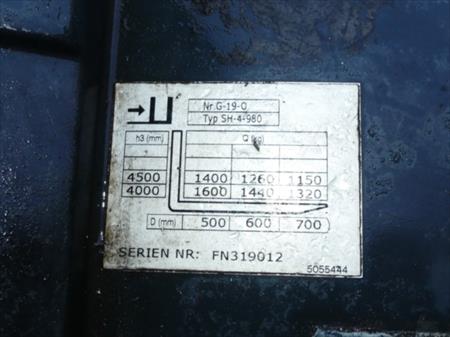 Nr.G-19-0
Typ SH-4-980
h3 (mm) Q (kg)
4500 1400 1260 1150
4000 1600 1440 1320
D (mm) 500 600 700
SERIEN NR: FN319012
5055444